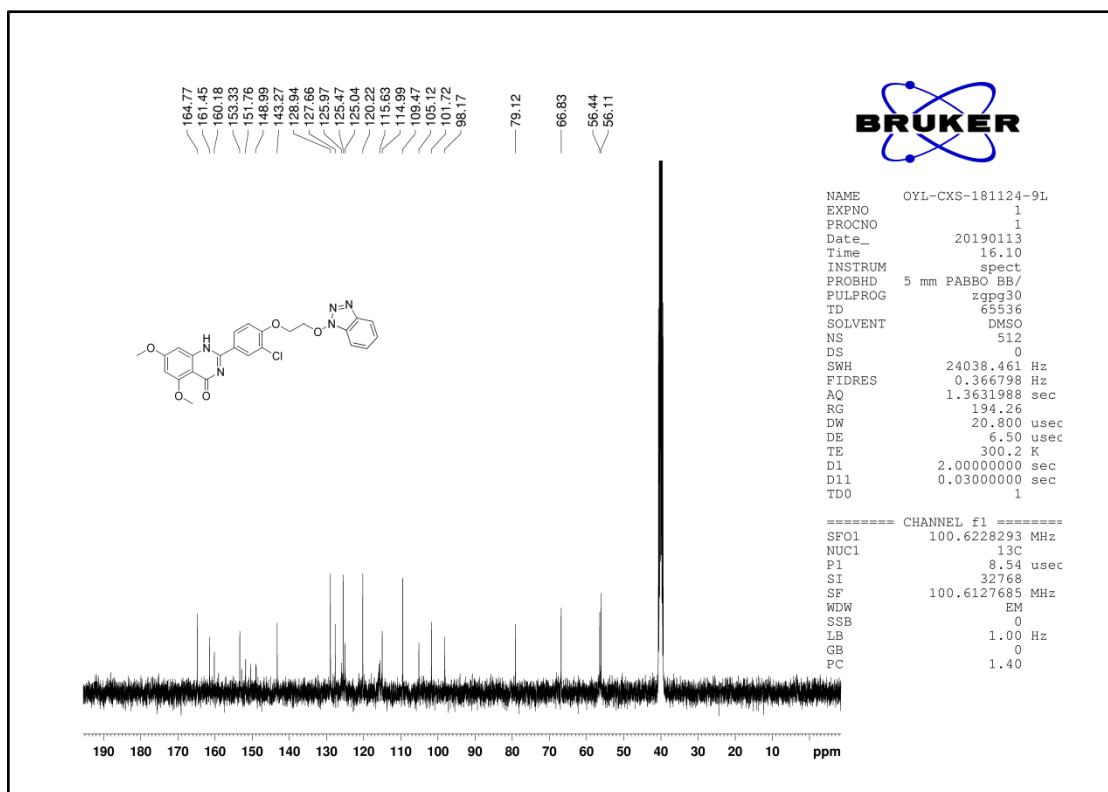 164.77
161.45
160.18
153.33
151.76
148.99
143.27
128.94
127.66
125.97
125.47
125.04
120.22
115.63
114.99
109.47
105.12
101.72
98.17
79.12
66.83
56.44
56.11
BRUKER
NAME OYL-CXS-181124-9L
EXPNO 1
PROCNO 1
Date_ 20190113
Time 16.10
INSTRUM spect
PROBHD 5 mm PABBO BB/
PULPROG zgpg30
TD 65536
SOLVENT DMSO
NS 512
DS 0
SWH 24038.461 Hz
FIDRES 0.366798 Hz
AQ 1.3631988 sec
RG 194.26
DW 20.800 usec
DE 6.50 usec
TE 300.2 K
D1 2.00000000 sec
D11 0.03000000 sec
TD0 1
======== CHANNEL f1 ========
SFO1 100.6228293 MHz
NUC1 13C
P1 8.54 usec
SI 32768
SF 100.6127685 MHz
WDW EM
SSB 0
LB 1.00 Hz
GB 0
PC 1.40
N=N
O
O N
NH
Cl
O
N
O
O
190 180 170 160 150 140 130 120 110 100 90 80 70 60 50 40 30 20 10 ppm